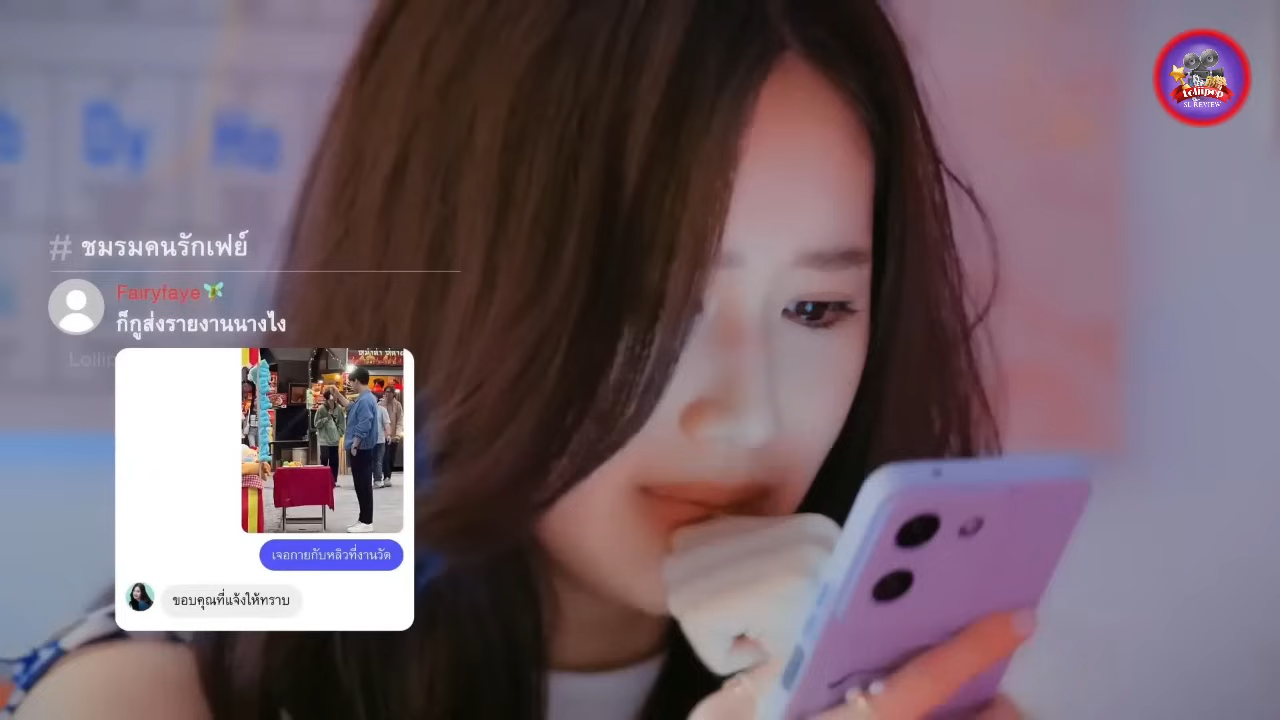 # ชมรมคนรักเฟย์
Fairyfaye
ก็กูส่งรายงานนางไง
เจอกายกับหลิวที่งานวัด
ขอบคุณที่แจ้งให้ทราบ
Lollipop
SL REVIEW